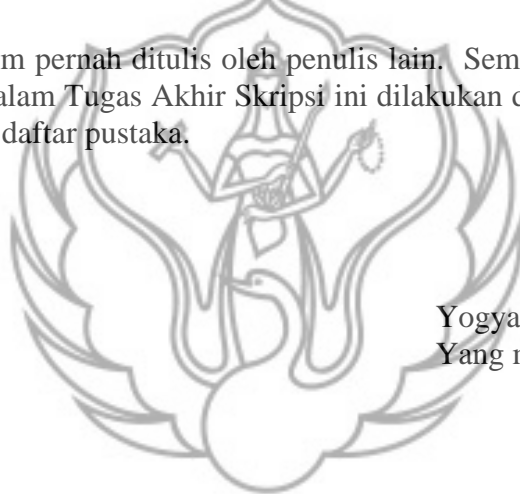 m pernah ditulis oleh penulis lain. Sem
alam Tugas Akhir Skripsi ini dilakukan d
daftar pustaka.
Yogya
Yang m